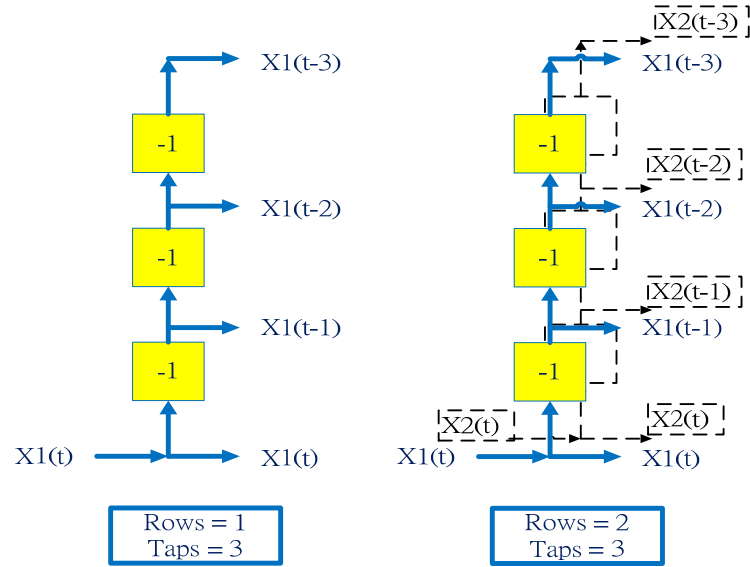 X1(t-3)
-1
X1(t-2)
-1
X1(t-1)
-1
X1(t)
X1(t)
Rows = 1
Taps = 3
X2(t-3)
X1(t-3)
-1
X2(t-2)
X1(t-2)
-1
X2(t-1)
X1(t-1)
-1
X2(t)
X2(t)
X1(t)
X1(t)
Rows = 2
Taps = 3